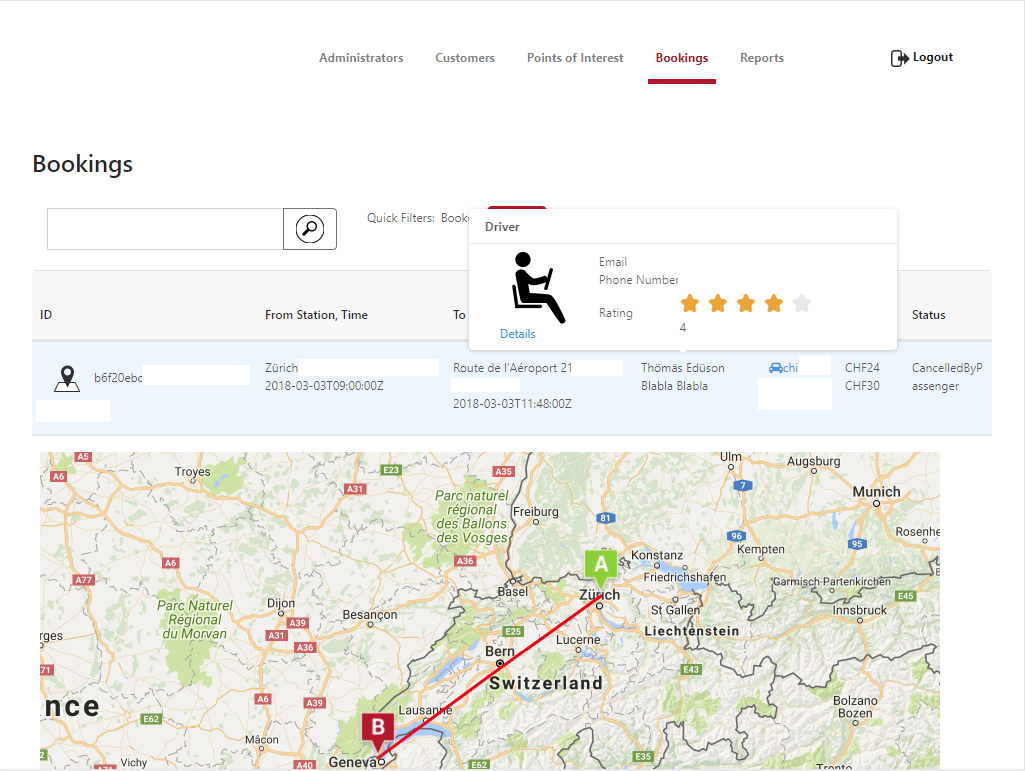 Administrators Customers Points of Interest Bookings Reports Logout
Bookings
Quick Filters:
Driver
Email
Phone Number
Rating
4
Details
ID From Station, Time To Status
b6f20ebc Zürich Route de l'Aéroport 21 Thömäs Edüson chi CHF24 CancelledByP
2018-03-03T09:00:00Z Blabla Blabla CHF30 assenger
2018-03-03T11:48:00Z
A5 Ulm Augsburg
A6 Troyes E23 A35
A31 7 Munich
Parc naturel
régional
des Ballons
des Vosges
Freiburg 81
96 95 Rosenhe
A36 Konstanz Kempten
A6
A77 Friedrichshafen Garmisch-Partenkirchen
A
Basel Zürich E45
Parc Naturel
Régional
du Morvan
Dijon Besançon St Gallen Innsbruck
A39
A31 E25 Liechtenstein
A36 Lucerne
Bern E43
Switzerland
A6 A39 Bolzano
Bozen
nce E62 Lausanne
B
Mâcon
Geneva E35
Vichy A40 E62 Trento